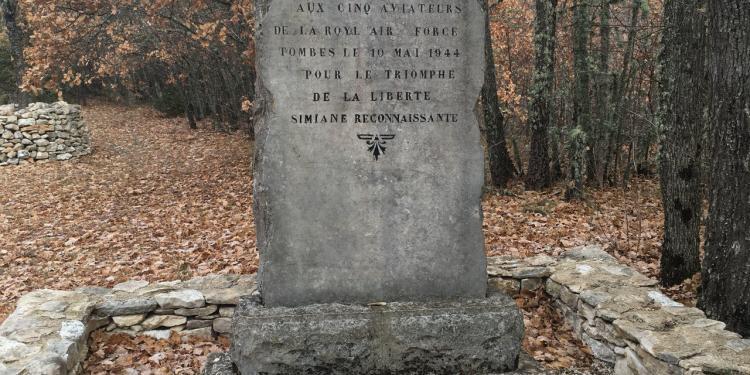 AUX CINQ AVIATEURS
DE LA ROYL AIR FORCE
TOMBES LE 10 MAI 1944
POUR LE TRIOMPHE
DE LA LIBERTE
SIMIANE RECONNAISSANTE